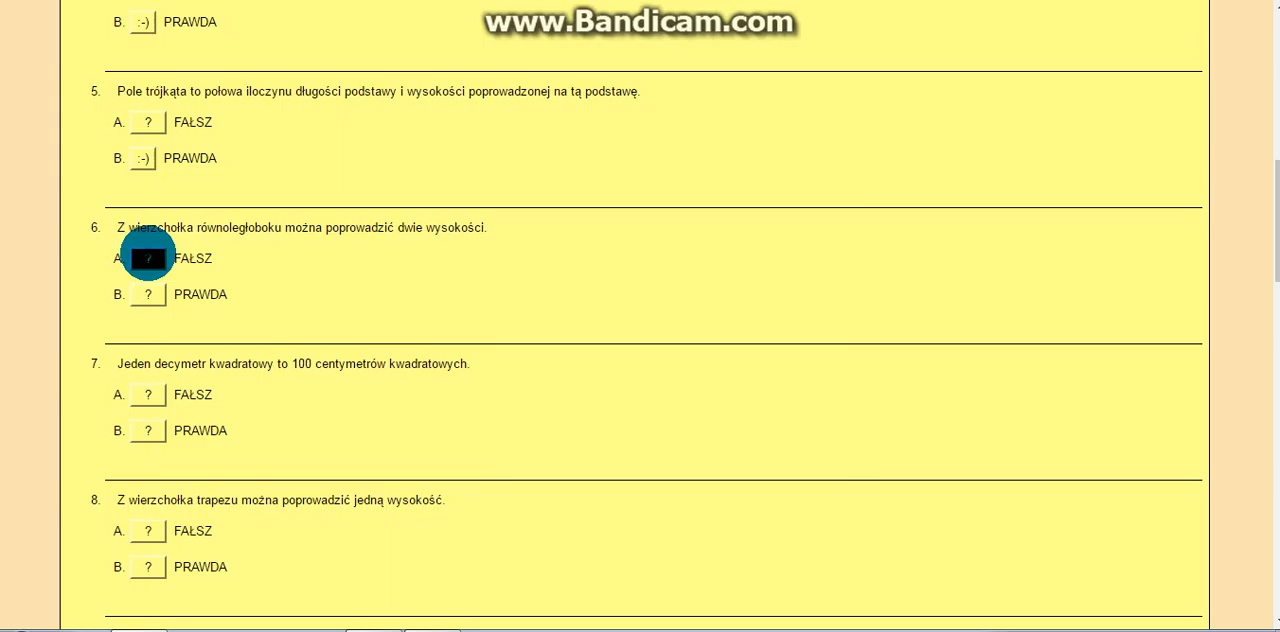 www.Bandicam.com
B. :-) PRAWDA
5. Pole trójkąta to połowa iloczynu długości podstawy i wysokości poprowadzonej na tą podstawę.
A. ? FAŁSZ
B. :-) PRAWDA
6. Z wierzchołka równoległoboku można poprowadzić dwie wysokości.
A. ? FAŁSZ
B. ? PRAWDA
7. Jeden decymetr kwadratowy to 100 centymetrów kwadratowych.
A. ? FAŁSZ
B. ? PRAWDA
8. Z wierzchołka trapezu można poprowadzić jedną wysokość.
A. ? FAŁSZ
B. ? PRAWDA